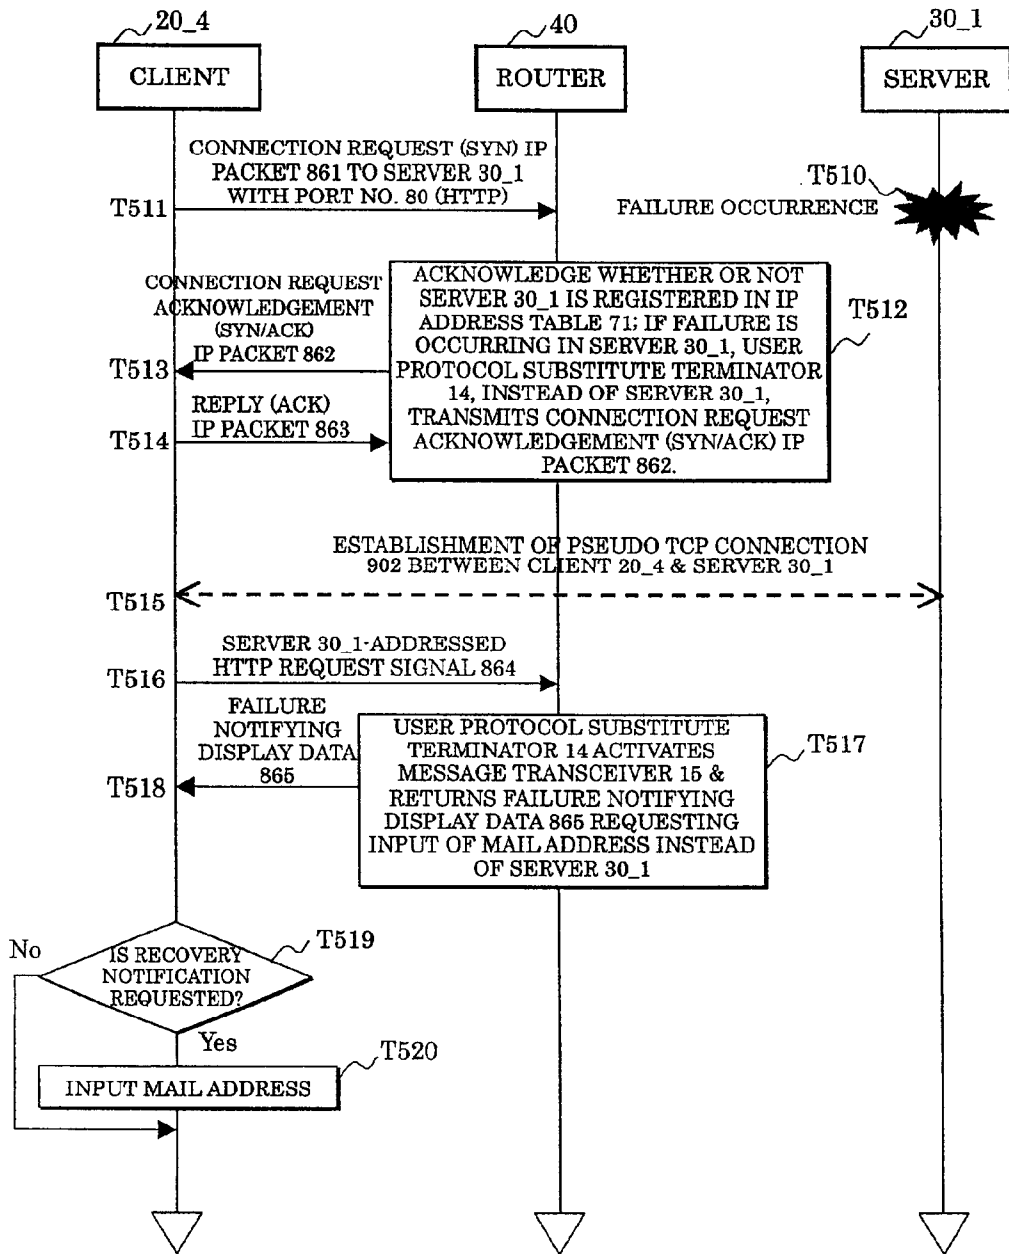 20_4
40
30_1
CLIENT
ROUTER
SERVER
CONNECTION REQUEST (SYN) IP
PACKET 861 TO SERVER 30_1
WITH PORT NO. 80 (HTTP)
T511
T510
FAILURE OCCURRENCE
ACKNOWLEDGE WHETHER OR NOT
SERVER 30_1 IS REGISTERED IN IP
ADDRESS TABLE 71; IF FAILURE IS
OCCURRING IN SERVER 30_1, USER
PROTOCOL SUBSTITUTE TERMINATOR
14, INSTEAD OF SERVER 30_1,
TRANSMITS CONNECTION REQUEST
ACKNOWLEDGEMENT (SYN/ACK) IP
PACKET 862.
T512
CONNECTION REQUEST
ACKNOWLEDGEMENT
(SYN/ACK)
IP PACKET 862
T513
REPLY (ACK)
IP PACKET 863
T514
ESTABLISHMENT OF PSEUDO TCP CONNECTION
902 BETWEEN CLIENT 20_4 & SERVER 30_1
T515
SERVER 30_1-ADDRESSED
HTTP REQUEST SIGNAL 864
T516
FAILURE
NOTIFYING
DISPLAY DATA
865
T518
USER PROTOCOL SUBSTITUTE
TERMINATOR 14 ACTIVATES
MESSAGE TRANSCEIVER 15 &
RETURNS FAILURE NOTIFYING
DISPLAY DATA 865 REQUESTING
INPUT OF MAIL ADDRESS INSTEAD
OF SERVER 30_1
T517
No
IS RECOVERY
NOTIFICATION
REQUESTED?
T519
Yes
T520
INPUT MAIL ADDRESS